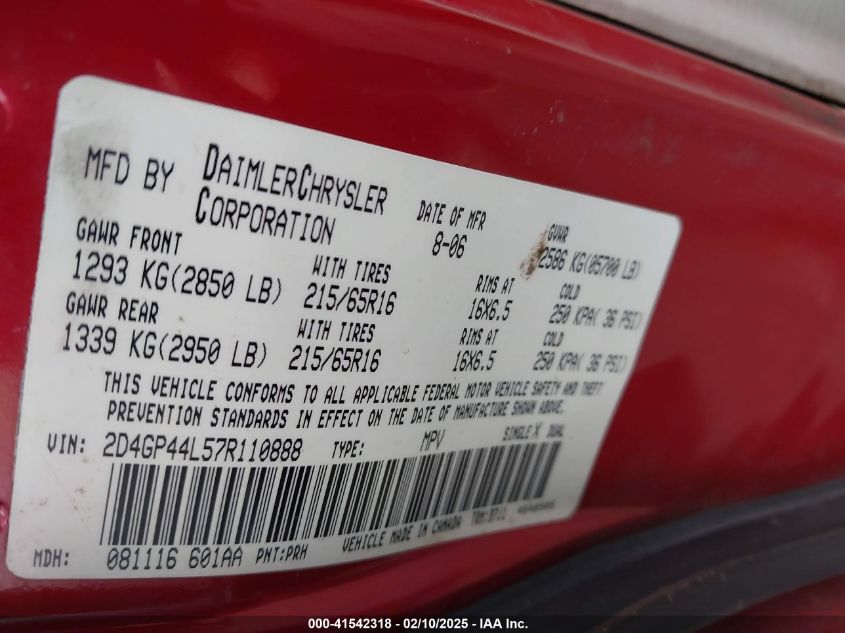 MFD BY DAIMLERCHRYSLER CORPORATION
DATE OF MFR 8-06
GVWR 2586 KG(05700 LB)
GAWR FRONT
1293 KG(2850 LB)
WITH TIRES
215/65R16
RIMS AT
16X6.5
COLD
250 KPA( 36 PSI)
GAWR REAR
1339 KG(2950 LB)
WITH TIRES
215/65R16
RIMS AT
16X6.5
COLD
250 KPA( 36 PSI)
THIS VEHICLE CONFORMS TO ALL APPLICABLE FEDERAL MOTOR VEHICLE SAFETY AND THEFT
PREVENTION STANDARDS IN EFFECT ON THE DATE OF MANUFACTURE SHOWN ABOVE.
VIN: 2D4GP44L57R110888 TYPE: MPV SINGLE X DUAL
MDH: 081116 601AA PNT:PRH VEHICLE MADE IN CANADA
000-41542318 – 02/10/2025 – IAA Inc.